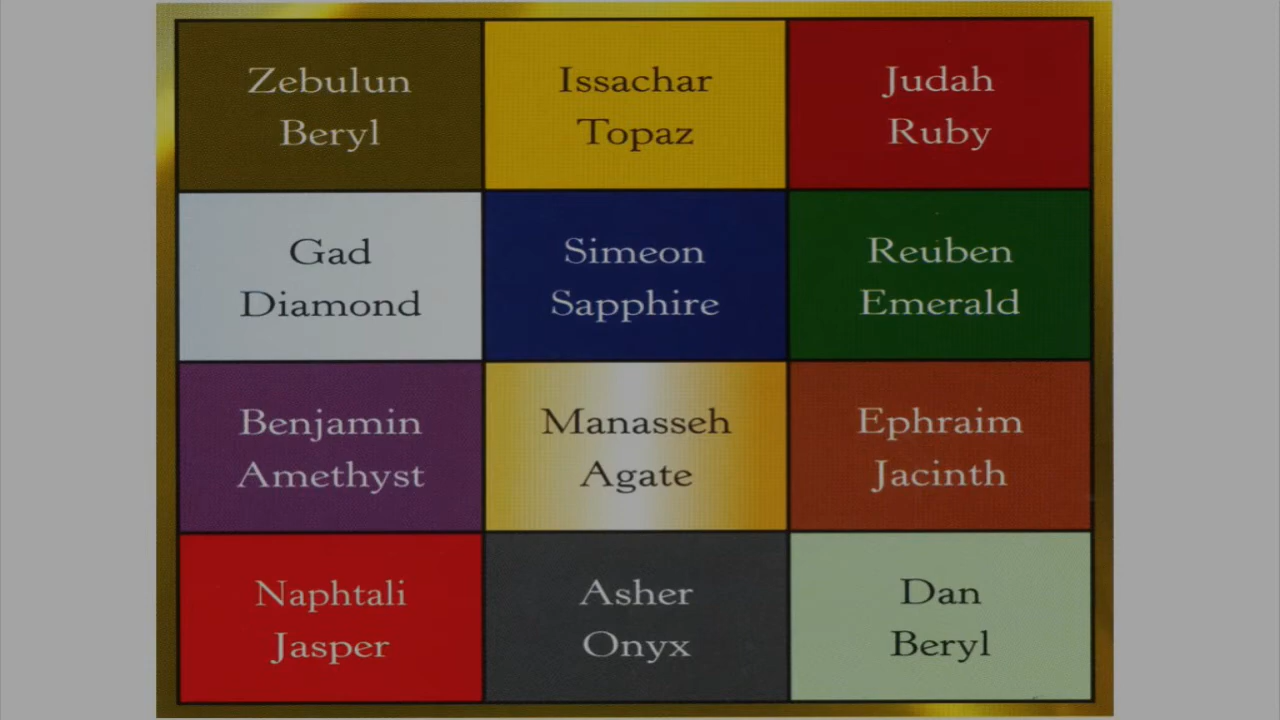 Zebulun
Beryl
Issachar
Topaz
Judah
Ruby
Gad
Diamond
Simeon
Sapphire
Reuben
Emerald
Benjamin
Amethyst
Manasseh
Agate
Ephraim
Jacinth
Naphtali
Jasper
Asher
Onyx
Dan
Beryl